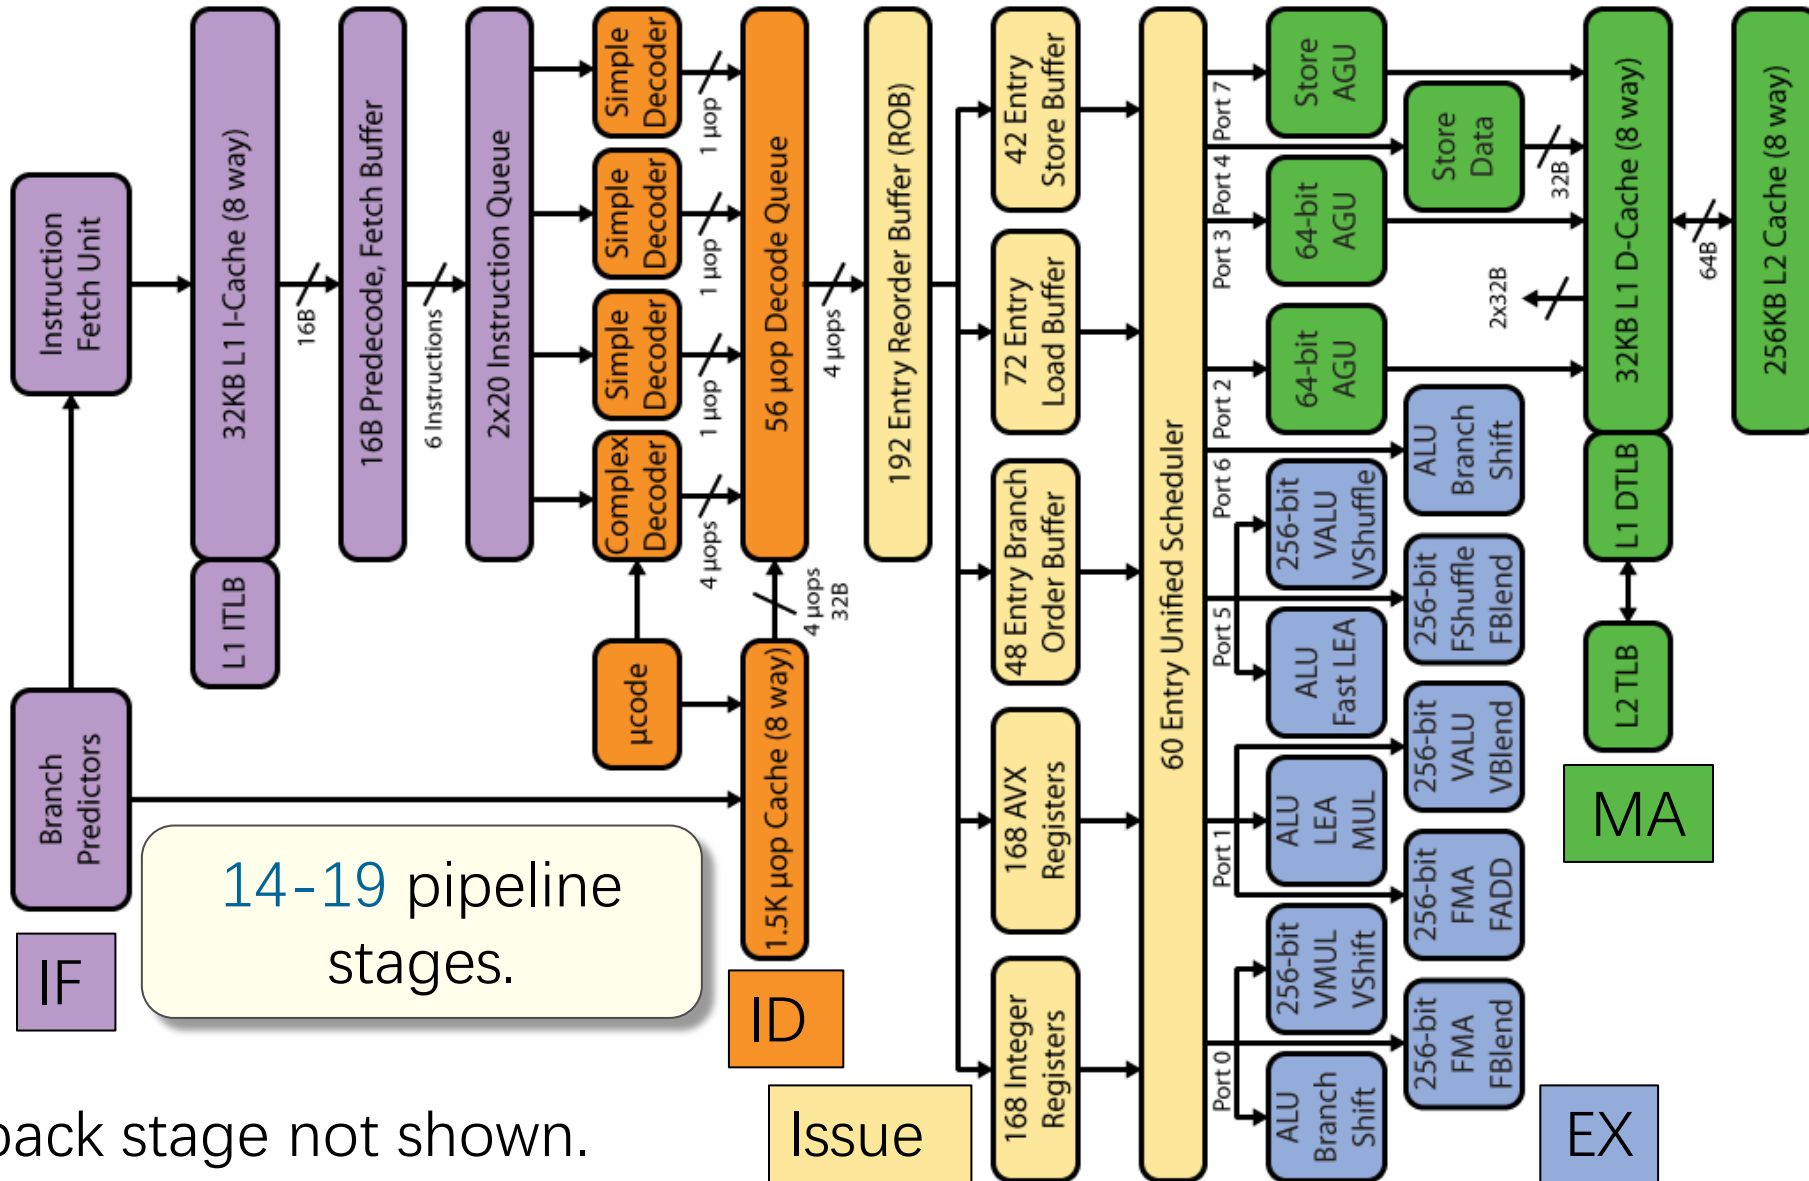 Branch
Predictors
Instruction
Fetch Unit
L1 ITLB
32KB L1 I-Cache (8 way)
16B
16B Predecode, Fetch Buffer
6 Instructions
2x20 Instruction Queue
µcode
Complex
Decoder
Simple
Decoder
Simple
Decoder
Simple
Decoder
4 µops
1 µop
1 µop
1 µop
1.5K µop Cache (8 way)
4 µops
32B
56 µop Decode Queue
4 µops
192 Entry Reorder Buffer (ROB)
168 Integer
Registers
168 AVX
Registers
48 Entry Branch
Order Buffer
72 Entry
Load Buffer
42 Entry
Store Buffer
60 Entry Unified Scheduler
Port 0
Port 1
Port 5
Port 6
Port 2
Port 3
Port 4
Port 7
ALU
Branch
Shift
256-bit
VMUL
VShift
ALU
LEA
MUL
ALU
Fast LEA
256-bit
VALU
VShuffle
64-bit
AGU
64-bit
AGU
Store
AGU
256-bit
FMA
FBlend
256-bit
FMA
FADD
256-bit
VALU
VBlend
256-bit
FShuffle
FBlend
ALU
Branch
Shift
Store
Data
2x32B
32B
L2 TLB
L1 DTLB
32KB L1 D-Cache (8 way)
64B
256KB L2 Cache (8 way)
14-19 pipeline
stages.
IF
ID
Issue
EX
MA
back stage not shown.